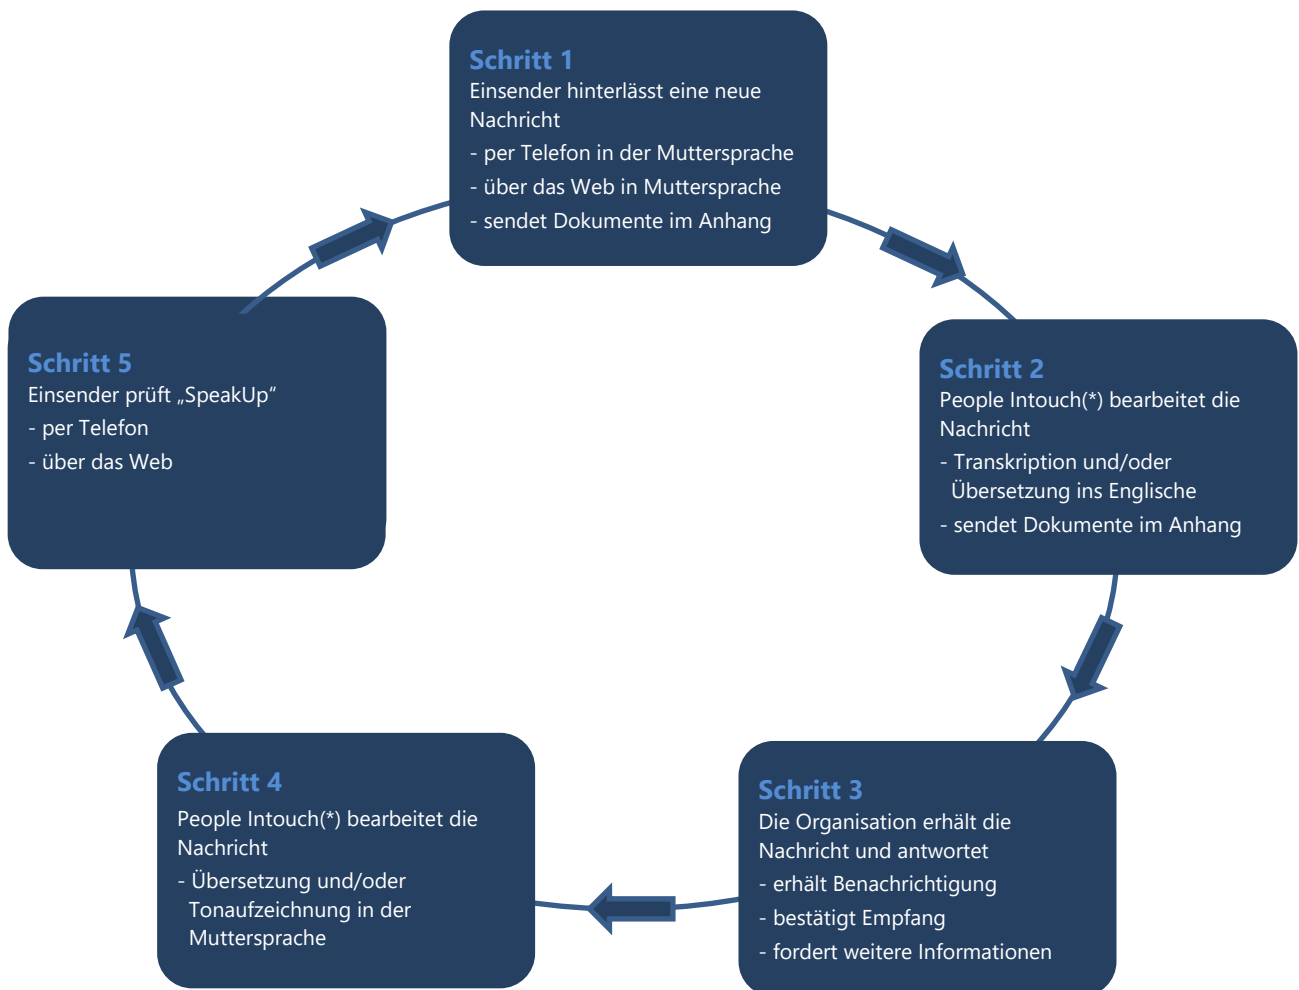 Schritt 1
Einsender hinterlässt eine neue
Nachricht
- per Telefon in der Muttersprache
- über das Web in Muttersprache
- sendet Dokumente im Anhang
Schritt 2
People Intouch(*) bearbeitet die
Nachricht
- Transkription und/oder
Übersetzung ins Englische
- sendet Dokumente im Anhang
Schritt 3
Die Organisation erhält die
Nachricht und antwortet
- erhält Benachrichtigung
- bestätigt Empfang
- fordert weitere Informationen
Schritt 4
People Intouch(*) bearbeitet die
Nachricht
- Übersetzung und/oder
Tonaufzeichnung in der
Muttersprache
Schritt 5
Einsender prüft „SpeakUp“
- per Telefon
- über das Web